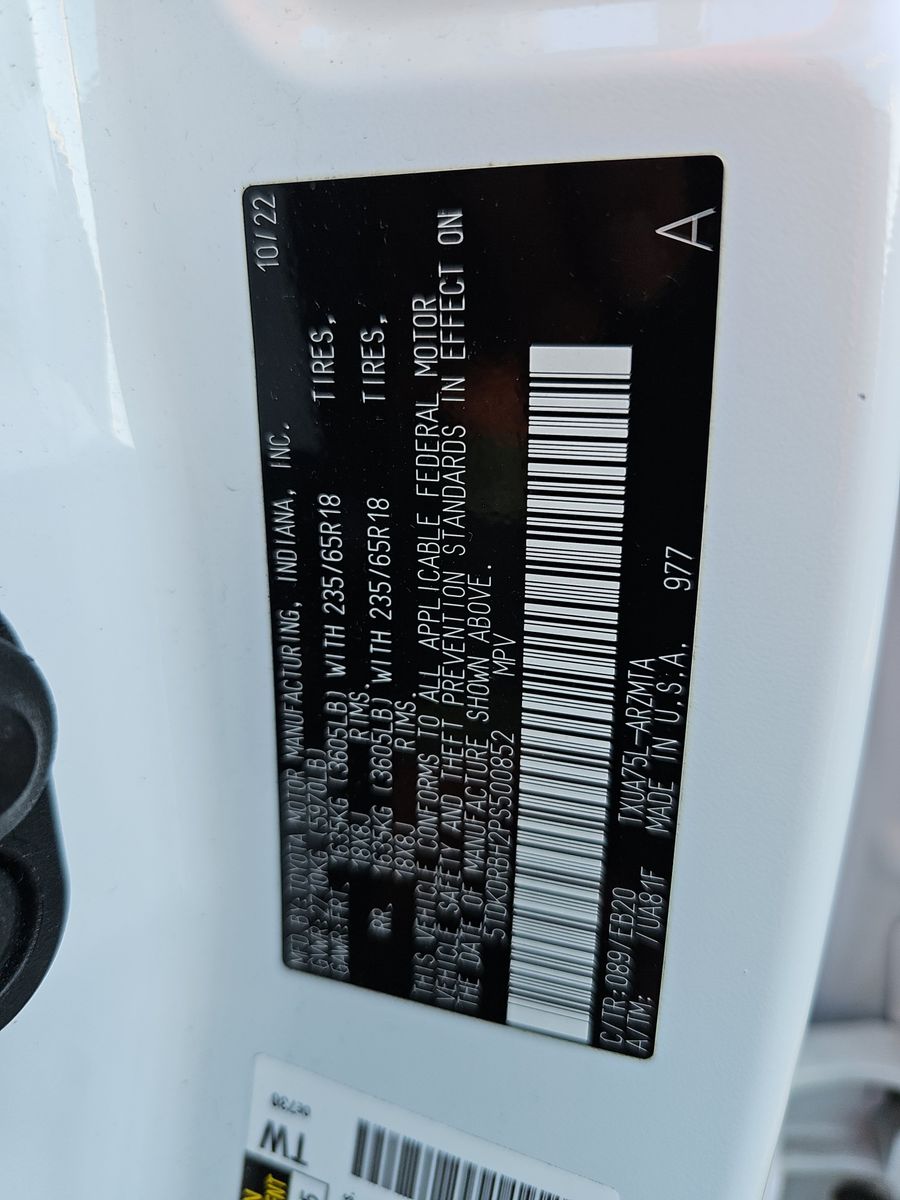 MFD BY: TOYOTA MOTOR MANUFACTURING, INDIANA, INC. 10/22
GVWR: 2710KG (5970LB)
GAWR: FR. 1635KG (3605LB) WITH 235/65R18 TIRES,
18X8J RIMS.
RR. 1635KG (3605LB) WITH 235/65R18 TIRES,
18X8J RIMS.
THIS VEHICLE CONFORMS TO ALL APPLICABLE FEDERAL MOTOR
VEHICLE SAFETY AND THEFT PREVENTION STANDARDS IN EFFECT ON
THE DATE OF MANUFACTURE SHOWN ABOVE.
5TDKDRBH2PS500852 MPV
C/TR: 089/EB20 TXUA75L-ARZMTA A
A/TM: /UA81F MADE IN U.S.A. 977
0E730
TW